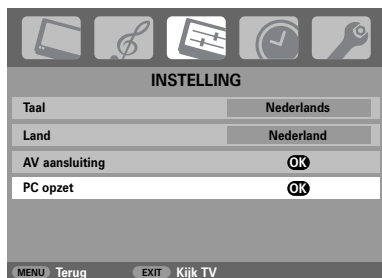 INSTELLING
Taal Nederlands
Land Nederland
AV aansluiting OK
PC opzet OK
MENU Terug EXIT Kijk TV